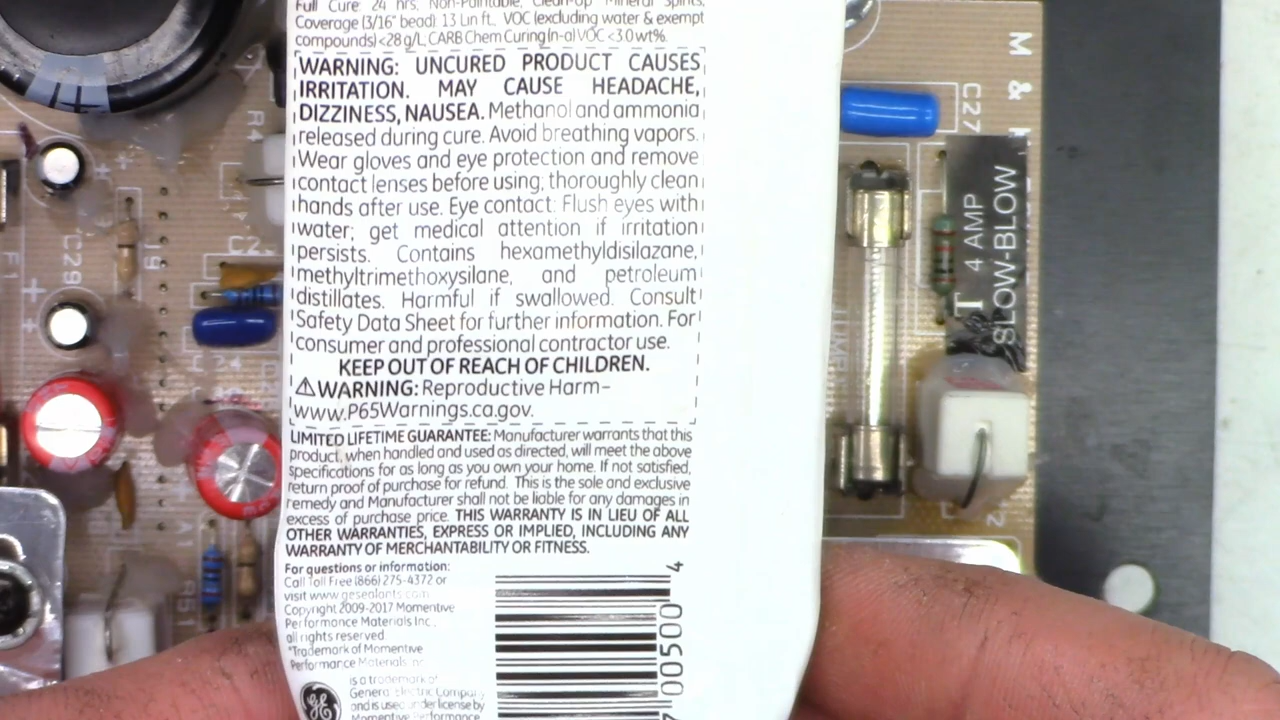 Full Cure: 24 hrs, Non-Paintable, Clean-Up Mineral Spirits,
Coverage (3/16" bead) 13 Lin ft., VOC (excluding water & exempt
compounds) <28 g/L, CARB Chem Curing (n-al VOC <3.0 wt%.
WARNING: UNCURED PRODUCT CAUSES
IRRITATION. MAY CAUSE HEADACHE,
DIZZINESS, NAUSEA. Methanol and ammonia
released during cure. Avoid breathing vapors.
Wear gloves and eye protection and remove
contact lenses before using; thoroughly clean
hands after use. Eye contact: Flush eyes with
water; get medical attention if irritation
persists. Contains hexamethyldisilazane,
methyltrimethoxysilane, and petroleum
distillates. Harmful if swallowed. Consult
Safety Data Sheet for further information. For
consumer and professional contractor use.
KEEP OUT OF REACH OF CHILDREN.
⚠WARNING: Reproductive Harm–
www.P65Warnings.ca.gov.
LIMITED LIFETIME GUARANTEE: Manufacturer warrants that this
product, when handled and used as directed, will meet the above
specifications for as long as you own your home. If not satisfied,
return proof of purchase for refund. This is the sole and exclusive
remedy and Manufacturer shall not be liable for any damages in
excess of purchase price. THIS WARRANTY IS IN LIEU OF ALL
OTHER WARRANTIES, EXPRESS OR IMPLIED, INCLUDING ANY
WARRANTY OF MERCHANTABILITY OR FITNESS.
For questions or information:
Call Toll Free (866) 275-4372 or
visit www.gesealants.com
Copyright 2009-2017 Momentive
Performance Materials Inc.,
all rights reserved.
*Trademark of Momentive
Performance Materials Inc.
is a trademark of
General Electric Company
and is used under license by
Momentive Performance
GE
00500
4
M &
C27
T 4 AMP
SLOW-BLOW
JUMP
R4
C29
J9
F1
A1
R51